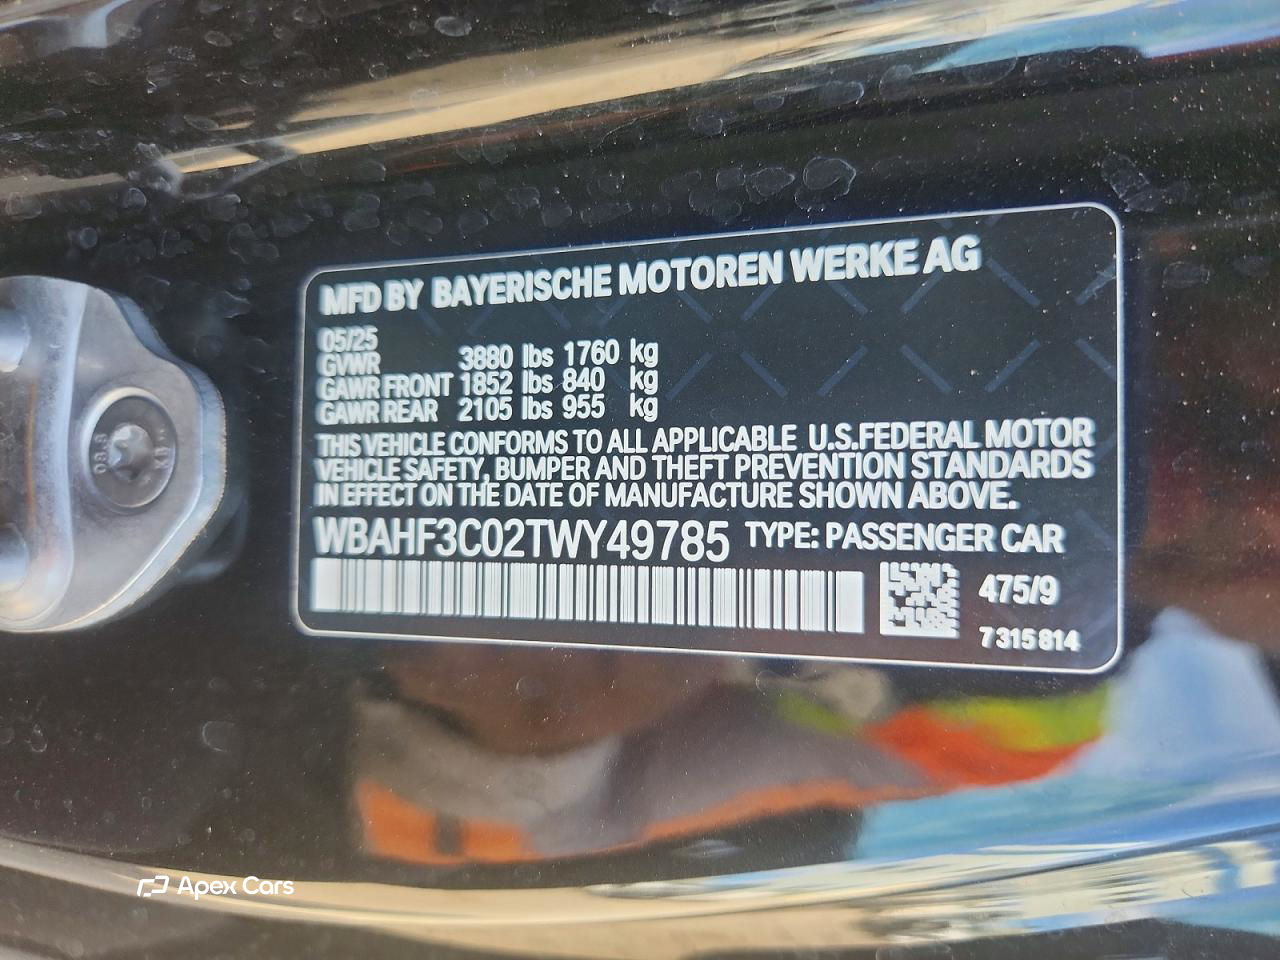 MFD BY BAYERISCHE MOTOREN WERKE AG
05/25
GVWR 3880 lbs 1760 kg
GAWR FRONT 1852 lbs 840 kg
GAWR REAR 2105 lbs 955 kg
THIS VEHICLE CONFORMS TO ALL APPLICABLE U.S.FEDERAL MOTOR
VEHICLE SAFETY, BUMPER AND THEFT PREVENTION STANDARDS
IN EFFECT ON THE DATE OF MANUFACTURE SHOWN ABOVE.
WBAHF3C02TWY49785 TYPE: PASSENGER CAR
475/9
7315814
Apex Cars